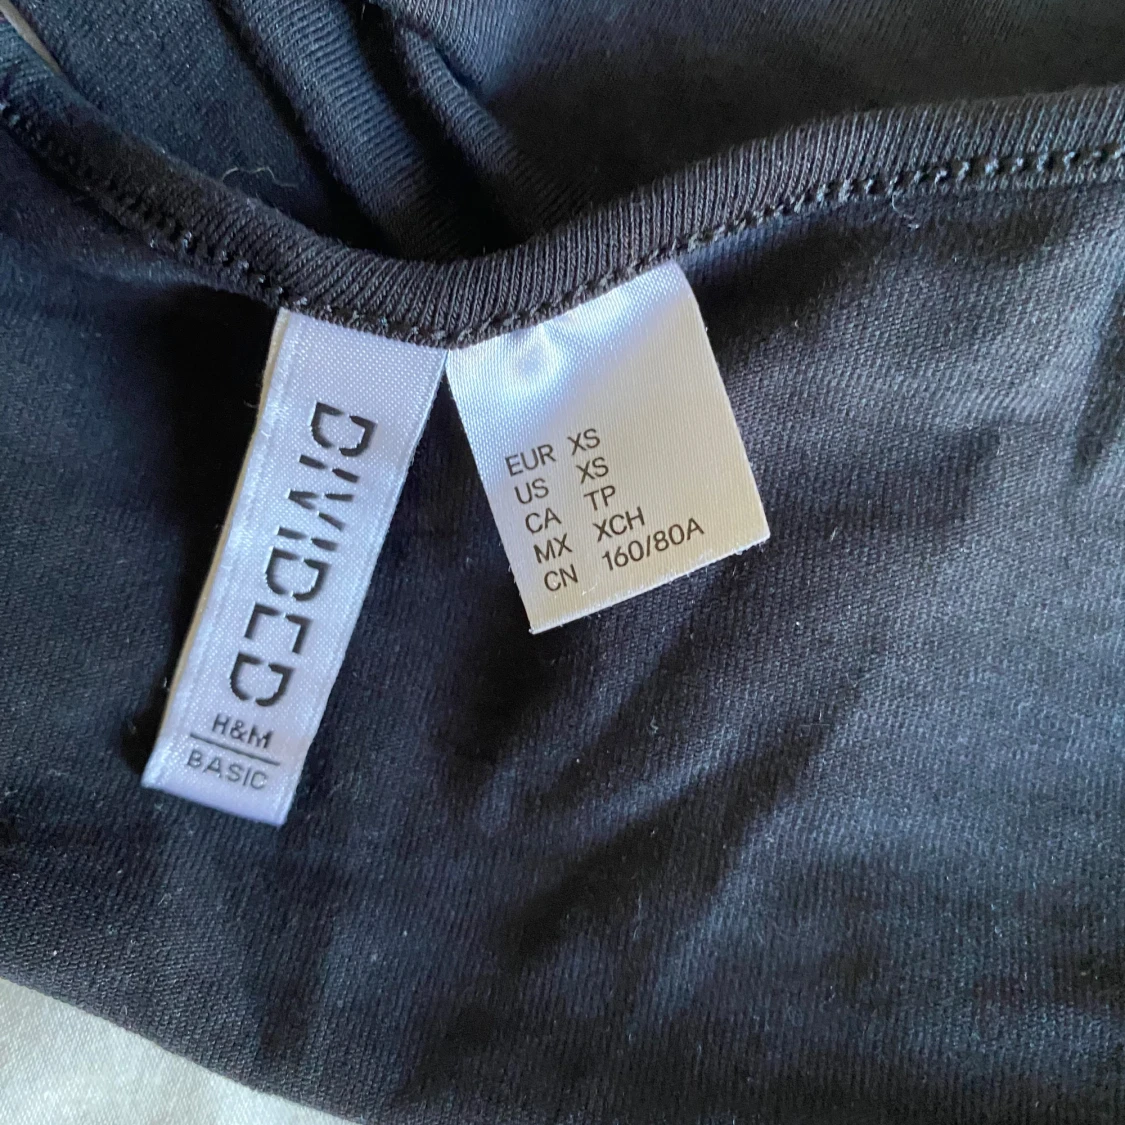 DIVIDED
H&M
BASIC
EUR XS
US XS
CA TP
MX XCH
CN 160/80A